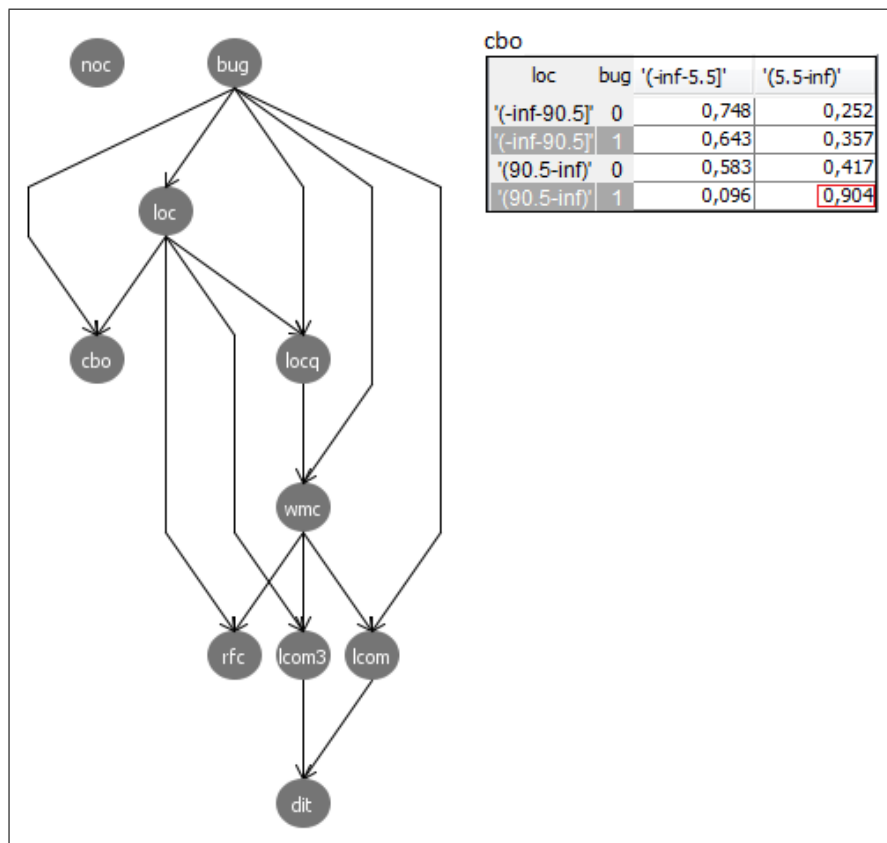 noc
bug
loc
cbo
locq
wmc
rfc
lcom3
lcom
dit
cbo
loc bug '(-inf-5.5]' '(5.5-inf)'
'(-inf-90.5]' 0 0,748 0,252
'(-inf-90.5]' 1 0,643 0,357
'(90.5-inf)' 0 0,583 0,417
'(90.5-inf)' 1 0,096 0,904